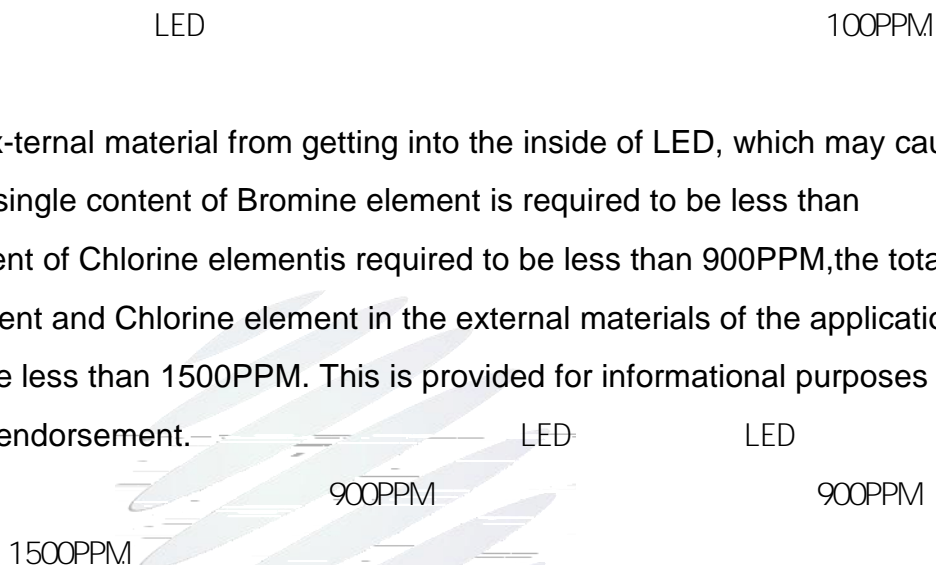 LED 100PPM.
x-ternal material from getting into the inside of LED, which may cau
single content of Bromine element is required to be less than
ent of Chlorine elementis required to be less than 900PPM,the tota
ent and Chlorine element in the external materials of the applicatio
e less than 1500PPM. This is provided for informational purposes
endorsement. LED LED
900PPM 900PPM
1500PPM.